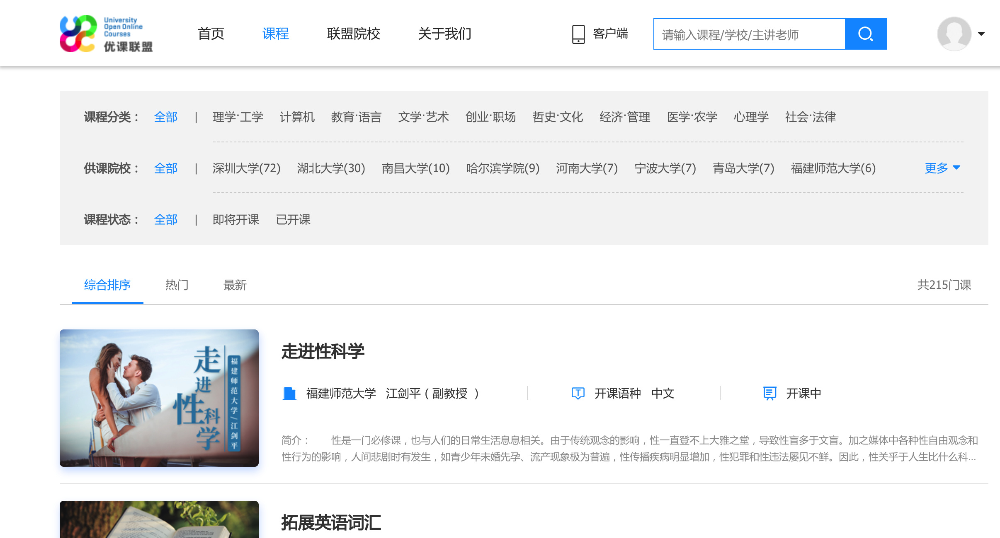 University
Open Online
Courses
优课联盟
首页 课程 联盟院校 关于我们 客户端 请输入课程/学校/主讲老师
课程分类： 全部 | 理学·工学 计算机 教育·语言 文学·艺术 创业·职场 哲史·文化 经济·管理 医学·农学 心理学 社会·法律
供课院校： 全部 | 深圳大学(72) 湖北大学(30) 南昌大学(10) 哈尔滨学院(9) 河南大学(7) 宁波大学(7) 青岛大学(7) 福建师范大学(6) 更多
课程状态： 全部 | 即将开课 已开课
综合排序 热门 最新 共215门课
走进性科学
福建师范大学/江剑平
走进性科学
福建师范大学 江剑平（副教授 ） 开课语种 中文 开课中
简介： 性是一门必修课，也与人们的日常生活息息相关。由于传统观念的影响，性一直登不上大雅之堂，导致性盲多于文盲。加之媒体中各种性自由观念和
性行为的影响，人间悲剧时有发生，如青少年未婚先孕、流产现象极为普遍，性传播疾病明显增加，性犯罪和性违法屡见不鲜。因此，性关乎于人生比什么科...
拓展英语词汇